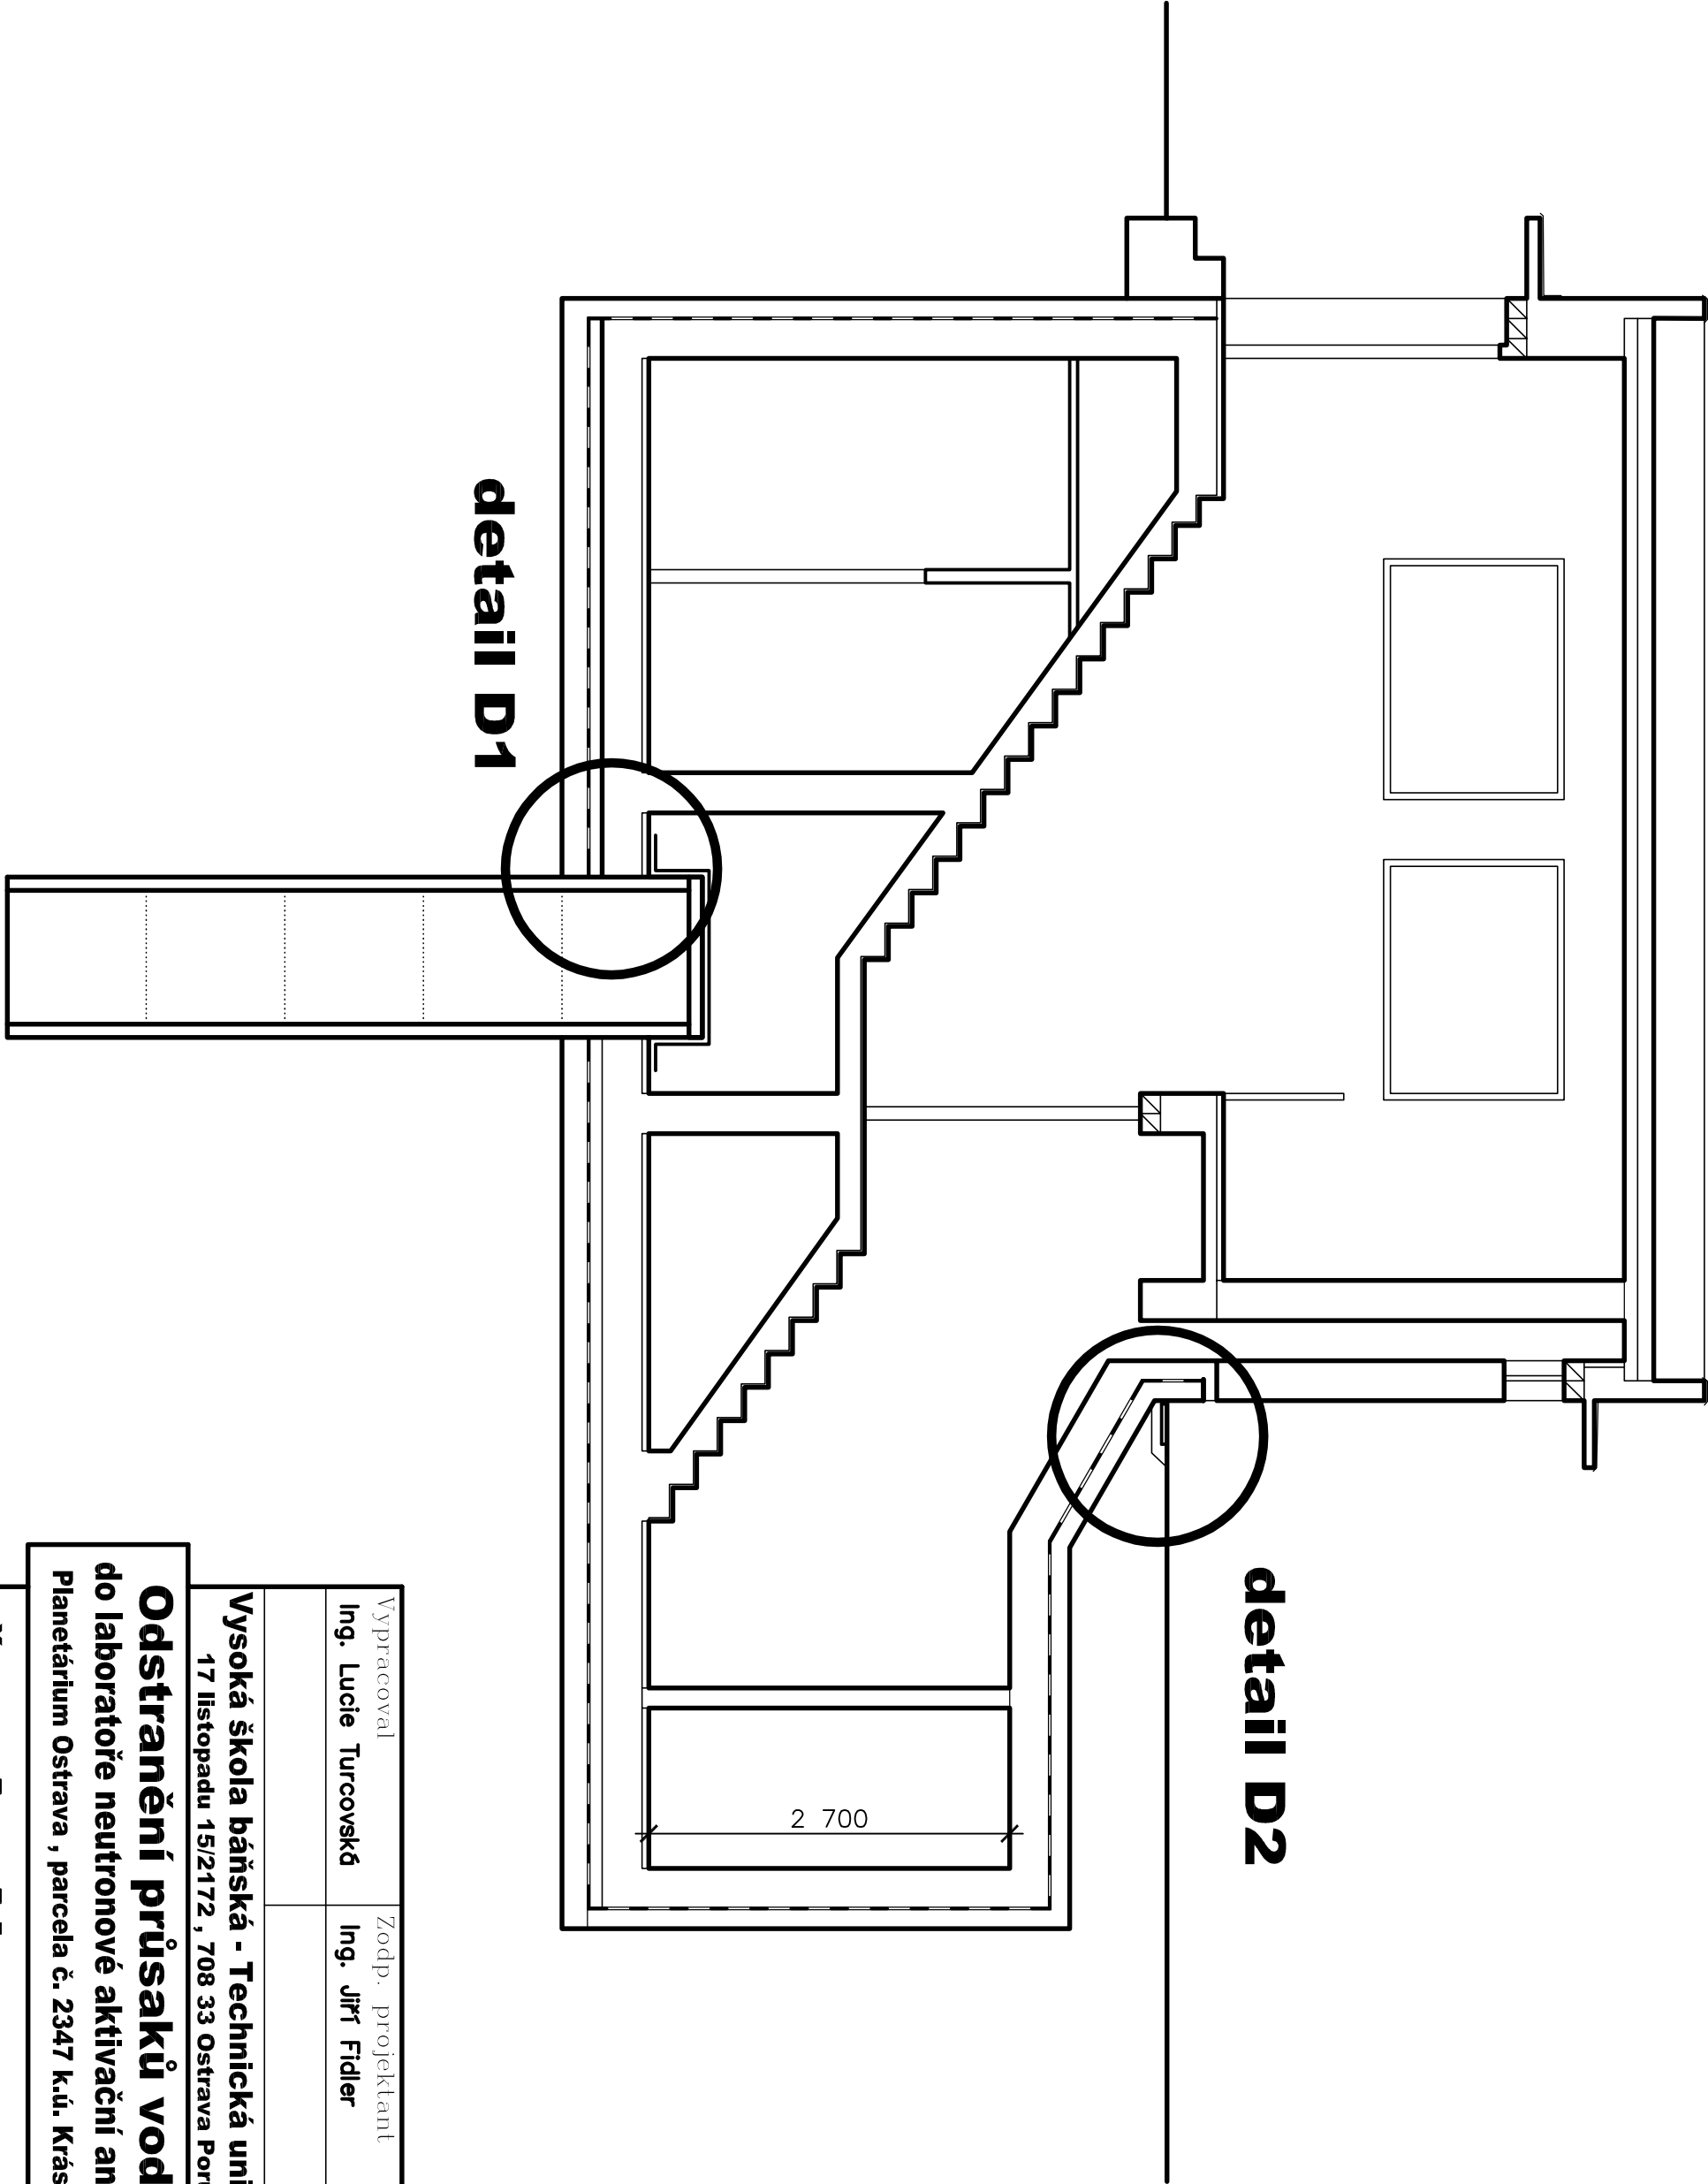 detail D2
detail D1
2 700
Vypracoval
Zodp. projektant
Ing. Lucie Turcovská
Ing. Jiří Fidler
Vysoká škola báňská - Technická uni
17 listopadu 15/2172 , 708 33 Ostrava Poru
Odstranění průsaků vod
do laboratoře neutronové aktivační an
Planetárium Ostrava , parcela č. 2347 k.ú. Krás